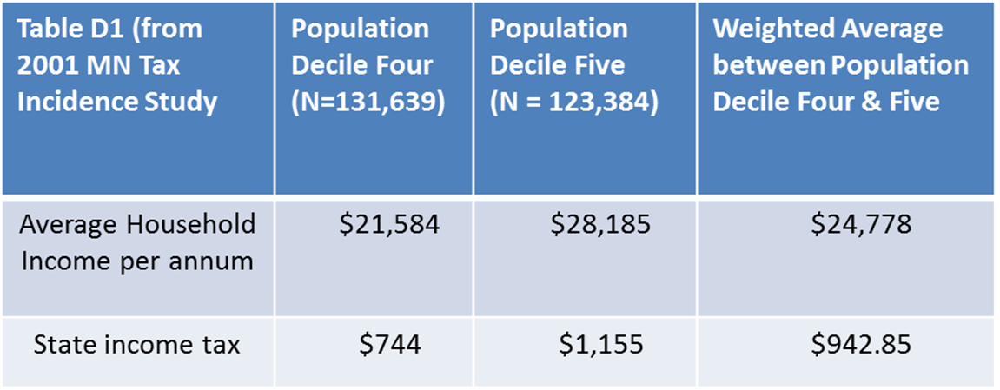 Table D1 (from
2001 MN Tax
Incidence Study
Population
Decile Four
(N=131,639)
Population
Decile Five
(N = 123,384)
Weighted Average
between Population
Decile Four & Five
Average Household
Income per annum
$21,584
$28,185
$24,778
State income tax
$744
$1,155
$942.85